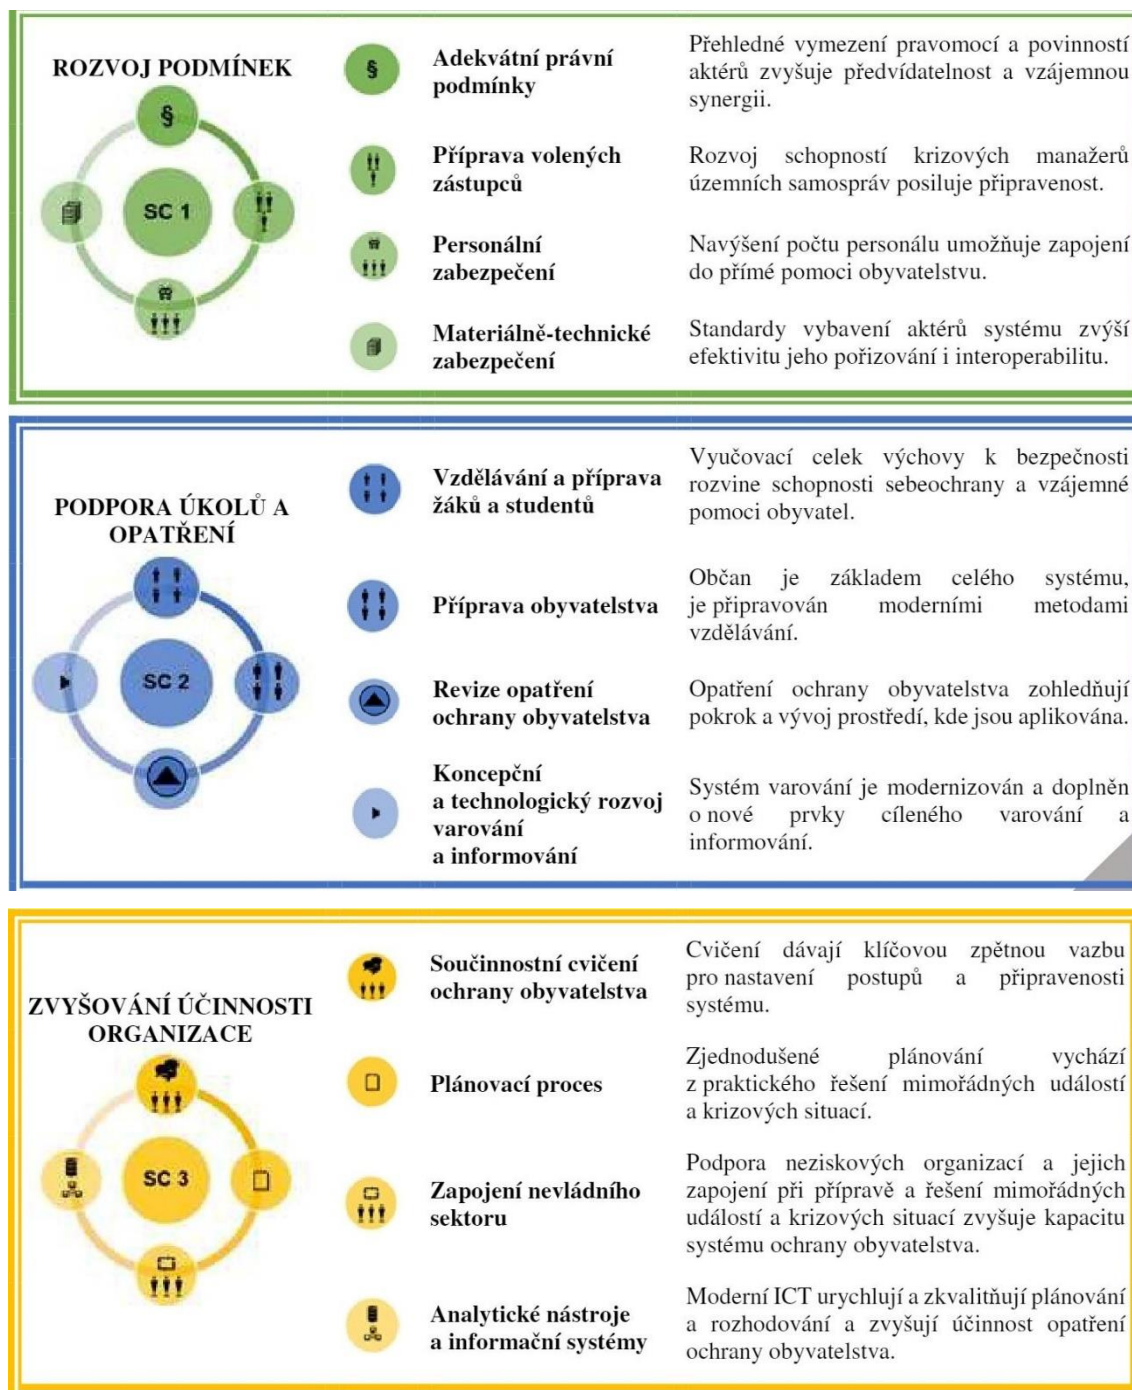 ROZVOJ PODMÍNEK
§
SC 1
§
Adekvátní právní
podmínky
Přehledné vymezení pravomocí a povinností
aktérů zvyšuje předvídatelnost a vzájemnou
synergii.
Příprava volených
zástupců
Rozvoj schopností krizových manažerů
územních samospráv posiluje připravenost.
Personální
zabezpečení
Navýšení počtu personálu umožňuje zapojení
do přímé pomoci obyvatelstvu.
Materiálně-technické
zabezpečení
Standardy vybavení aktérů systému zvýší
efektivitu jeho pořizování i interoperabilitu.
PODPORA ÚKOLŮ A
OPATŘENÍ
SC 2
Vzdělávání a příprava
žáků a studentů
Vyučovací celek výchovy k bezpečnosti
rozvine schopnosti sebeochrany a vzájemné
pomoci obyvatel.
Příprava obyvatelstva
Občan je základem celého systému,
je připravován moderními metodami
vzdělávání.
Revize opatření
ochrany obyvatelstva
Opatření ochrany obyvatelstva zohledňují
pokrok a vývoj prostředí, kde jsou aplikována.
Koncepční
a technologický rozvoj
varování
a informování
Systém varování je modernizován a doplněn
o nové prvky cíleného varování a
informování.
ZVYŠOVÁNÍ ÚČINNOSTI
ORGANIZACE
SC 3
Součinnostní cvičení
ochrany obyvatelstva
Cvičení dávají klíčovou zpětnou vazbu
pro nastavení postupů a připravenosti
systému.
Plánovací proces
Zjednodušené plánování vychází
z praktického řešení mimořádných událostí
a krizových situací.
Zapojení nevládního
sektoru
Podpora neziskových organizací a jejich
zapojení při přípravě a řešení mimořádných
událostí a krizových situací zvyšuje kapacitu
systému ochrany obyvatelstva.
Analytické nástroje
a informační systémy
Moderní ICT urychlují a zkvalitňují plánování
a rozhodování a zvyšují účinnost opatření
ochrany obyvatelstva.